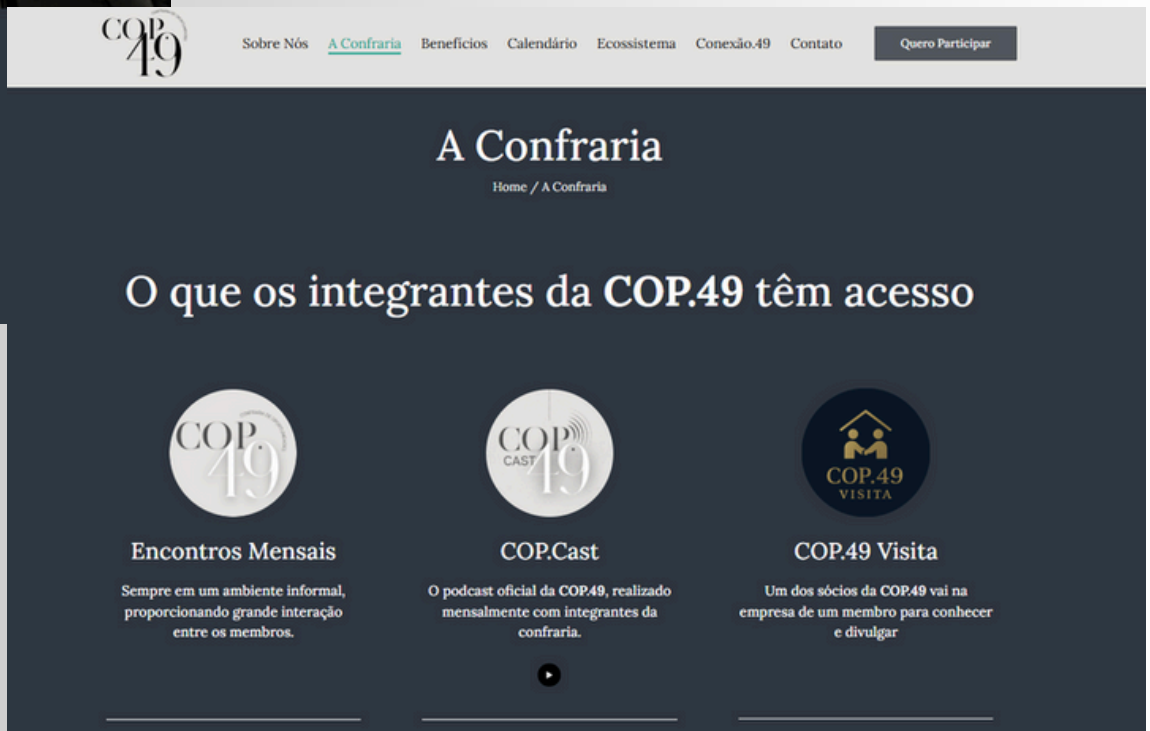 COP.
49
Sobre Nós A Confraria Benefícios Calendário Ecossistema Conexão.49 Contato Quero Participar
A Confraria
Home / A Confraria
O que os integrantes da COP.49 têm acesso
COP.
49
COP
CAST
49
COP.49
VISITA
Encontros Mensais
Sempre em um ambiente informal,
proporcionando grande interação
entre os membros.
COP.Cast
O podcast oficial da COP.49, realizado
mensalmente com integrantes da
confraria.
COP.49 Visita
Um dos sócios da COP.49 vai na
empresa de um membro para conhecer
e divulgar